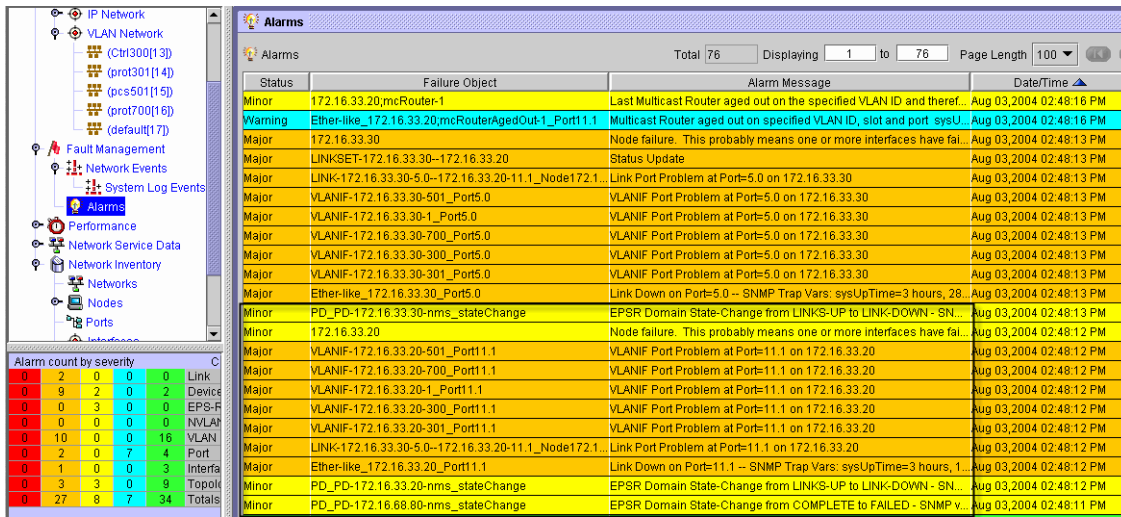 IP Network
VLAN Network
(Ctrl300[13])
(prot301[14])
(pcs501[15])
(prot700[16])
(default[17])
Fault Management
Network Events
System Log Events
Alarms
Performance
Network Service Data
Network Inventory
Networks
Nodes
Ports
Interfaces
Alarm count by severity C
0 2 0 0 0 Link
0 9 2 0 2 Device
0 0 3 0 0 EPS-R
0 0 0 0 0 NVLAN
0 10 0 0 16 VLAN
0 2 0 7 4 Port
0 1 0 0 3 Interfa
0 3 3 0 9 Topolo
0 27 8 7 34 Totals
Alarms
Alarms Total 76 Displaying 1 to 76 Page Length 100
Status Failure Object Alarm Message Date/Time
Minor 172.16.33.20;mcRouter-1 Last Multicast Router aged out on the specified VLAN ID and theref... Aug 03,2004 02:48:16 PM
Warning Ether-like_172.16.33.20;mcRouterAgedOut-1_Port11.1 Multicast Router aged out on specified VLAN ID, slot and port sysU... Aug 03,2004 02:48:16 PM
Major 172.16.33.30 Node failure. This probably means one or more interfaces have fai... Aug 03,2004 02:48:13 PM
Major LINKSET-172.16.33.30--172.16.33.20 Status Update Aug 03,2004 02:48:13 PM
Major LINK-172.16.33.30-5.0--172.16.33.20-11.1_Node172.1... Link Port Problem at Port=5.0 on 172.16.33.30 Aug 03,2004 02:48:13 PM
Major VLANIF-172.16.33.30-501_Port5.0 VLANIF Port Problem at Port=5.0 on 172.16.33.30 Aug 03,2004 02:48:13 PM
Major VLANIF-172.16.33.30-1_Port5.0 VLANIF Port Problem at Port=5.0 on 172.16.33.30 Aug 03,2004 02:48:13 PM
Major VLANIF-172.16.33.30-700_Port5.0 VLANIF Port Problem at Port=5.0 on 172.16.33.30 Aug 03,2004 02:48:13 PM
Major VLANIF-172.16.33.30-300_Port5.0 VLANIF Port Problem at Port=5.0 on 172.16.33.30 Aug 03,2004 02:48:13 PM
Major VLANIF-172.16.33.30-301_Port5.0 VLANIF Port Problem at Port=5.0 on 172.16.33.30 Aug 03,2004 02:48:13 PM
Major Ether-like_172.16.33.30_Port5.0 Link Down on Port=5.0 -- SNMP Trap Vars: sysUpTime=3 hours, 28... Aug 03,2004 02:48:13 PM
Minor PD_PD-172.16.33.30-nms_stateChange EPSR Domain State-Change from LINKS-UP to LINK-DOWN - SN... Aug 03,2004 02:48:13 PM
Minor 172.16.33.20 Node failure. This probably means one or more interfaces have fai... Aug 03,2004 02:48:12 PM
Major VLANIF-172.16.33.20-501_Port11.1 VLANIF Port Problem at Port=11.1 on 172.16.33.20 Aug 03,2004 02:48:12 PM
Major VLANIF-172.16.33.20-700_Port11.1 VLANIF Port Problem at Port=11.1 on 172.16.33.20 Aug 03,2004 02:48:12 PM
Major VLANIF-172.16.33.20-1_Port11.1 VLANIF Port Problem at Port=11.1 on 172.16.33.20 Aug 03,2004 02:48:12 PM
Major VLANIF-172.16.33.20-300_Port11.1 VLANIF Port Problem at Port=11.1 on 172.16.33.20 Aug 03,2004 02:48:12 PM
Major VLANIF-172.16.33.20-301_Port11.1 VLANIF Port Problem at Port=11.1 on 172.16.33.20 Aug 03,2004 02:48:12 PM
Major LINK-172.16.33.30-5.0--172.16.33.20-11.1_Node172.1... Link Port Problem at Port=11.1 on 172.16.33.20 Aug 03,2004 02:48:12 PM
Major Ether-like_172.16.33.20_Port11.1 Link Down on Port=11.1 -- SNMP Trap Vars: sysUpTime=3 hours, 1... Aug 03,2004 02:48:12 PM
Minor PD_PD-172.16.33.20-nms_stateChange EPSR Domain State-Change from LINKS-UP to LINK-DOWN - SN... Aug 03,2004 02:48:12 PM
Minor PD_PD-172.16.68.80-nms_stateChange EPSR Domain State-Change from COMPLETE to FAILED - SNMP v... Aug 03,2004 02:48:11 PM